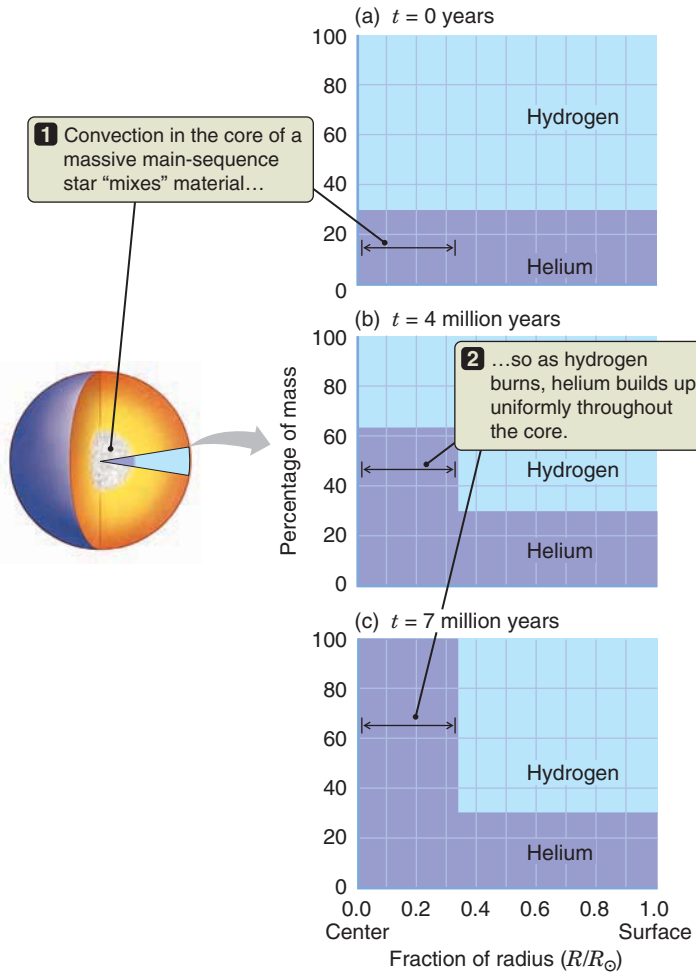 (a) t = 0 years
100
80
60
40
20
0
Hydrogen
Helium
1 Convection in the core of a
massive main-sequence
star “mixes” material…
(b) t = 4 million years
100
80
60
40
20
0
2 …so as hydrogen
burns, helium builds up
uniformly throughout
the core.
Hydrogen
Helium
Percentage of mass
(c) t = 7 million years
100
80
60
40
20
0
Hydrogen
Helium
0.0 0.2 0.4 0.6 0.8 1.0
Center Surface
Fraction of radius (R/R☉)